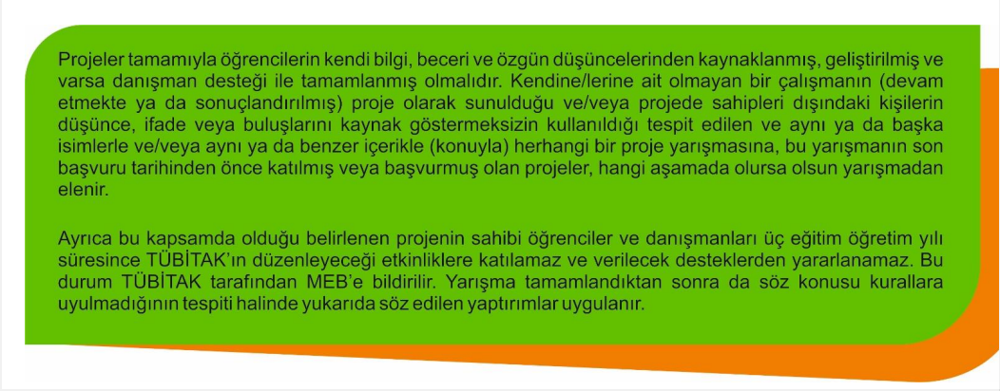 Projeler tamamıyla öğrencilerin kendi bilgi, beceri ve özgün düşüncelerinden kaynaklanmış, geliştirilmiş ve
varsa danışman desteği ile tamamlanmış olmalıdır. Kendine/lerine ait olmayan bir çalışmanın (devam
etmekte ya da sonuçlandırılmış) proje olarak sunulduğu ve/veya projede sahipleri dışındaki kişilerin
düşünce, ifade veya buluşlarını kaynak göstermeksizin kullanıldığı tespit edilen ve aynı ya da başka
isimlerle ve/veya aynı ya da benzer içerikle (konuyla) herhangi bir proje yarışmasına, bu yarışmanın son
başvuru tarihinden önce katılmış veya başvurmuş olan projeler, hangi aşamada olursa olsun yarışmadan
elenir.

Ayrıca bu kapsamda olduğu belirlenen projenin sahibi öğrenciler ve danışmanları üç eğitim öğretim yılı
süresince TÜBİTAK'ın düzenleyeceği etkinliklere katılamaz ve verilecek desteklerden yararlanamaz. Bu
durum TÜBİTAK tarafından MEB'e bildirilir. Yarışma tamamlandıktan sonra da söz konusu kurallara
uyulmadığının tespiti halinde yukarıda söz edilen yaptırımlar uygulanır.